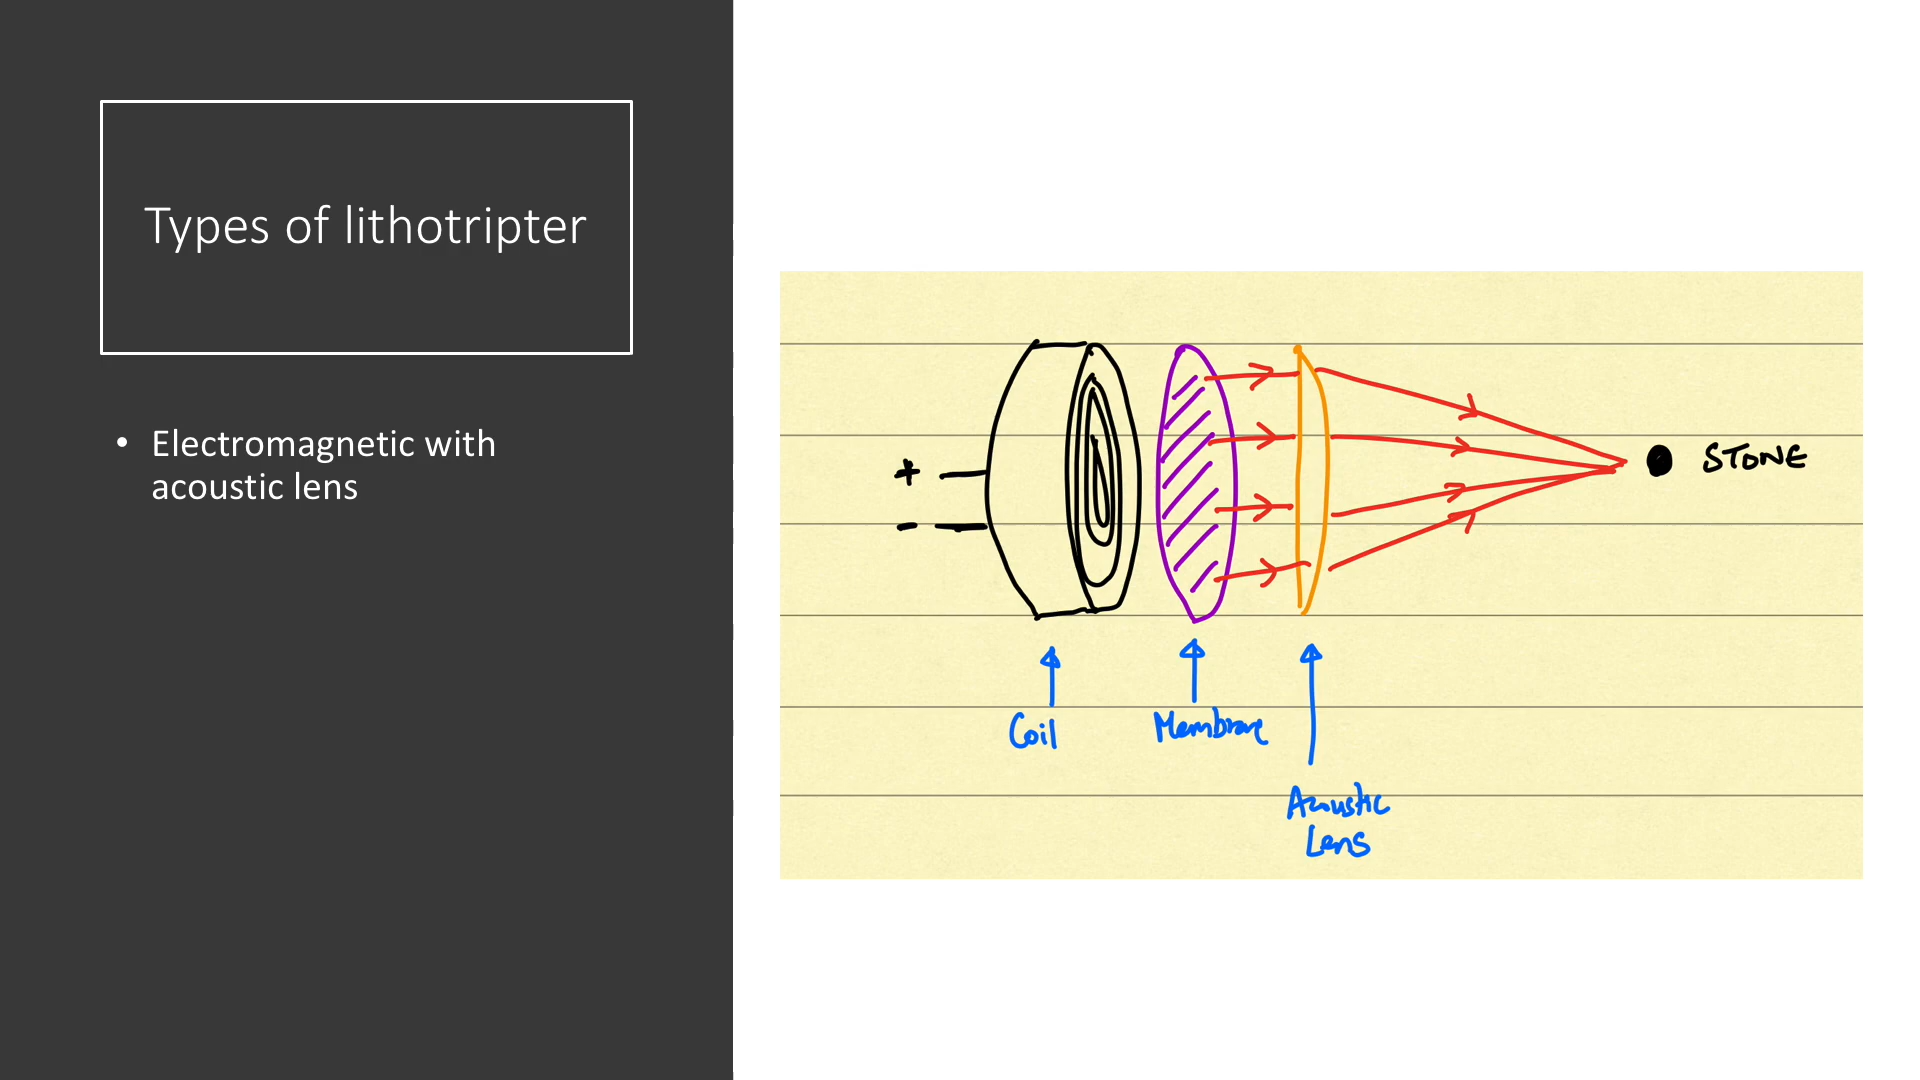 Types of lithotripter
• Electromagnetic with
acoustic lens
+
-
STONE
Coil
Membrane
Acoustic
Lens